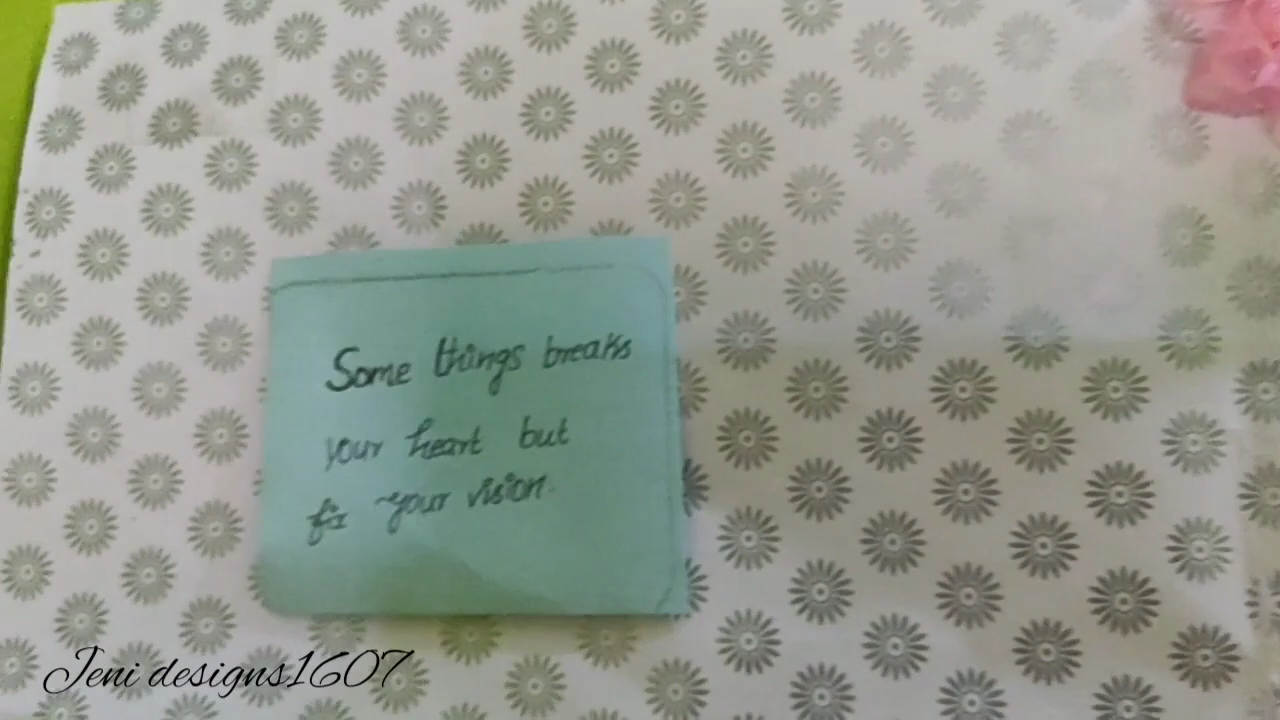 Some things breaks
your heart but
fix your vision.
Jeni designs1607